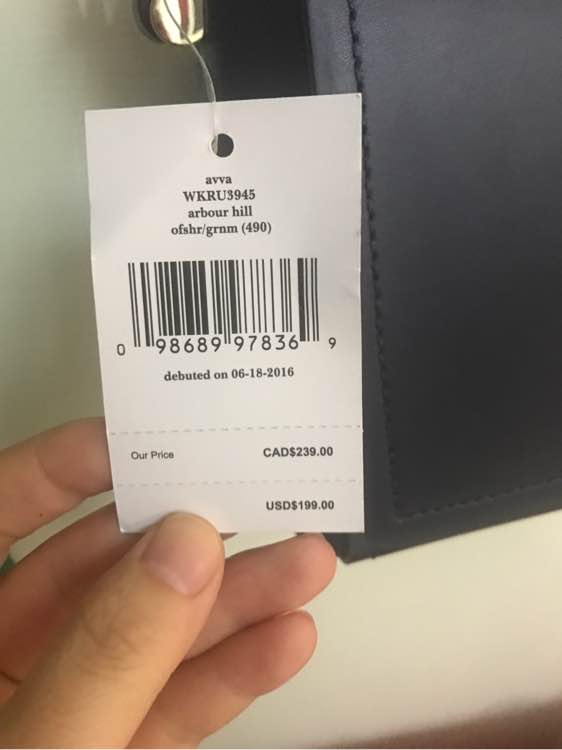 avva
WKRU3945
arbour hill
ofshr/grnm (490)
0 98689 97836 9
debuted on 06-18-2016
Our Price CAD$239.00
USD$199.00